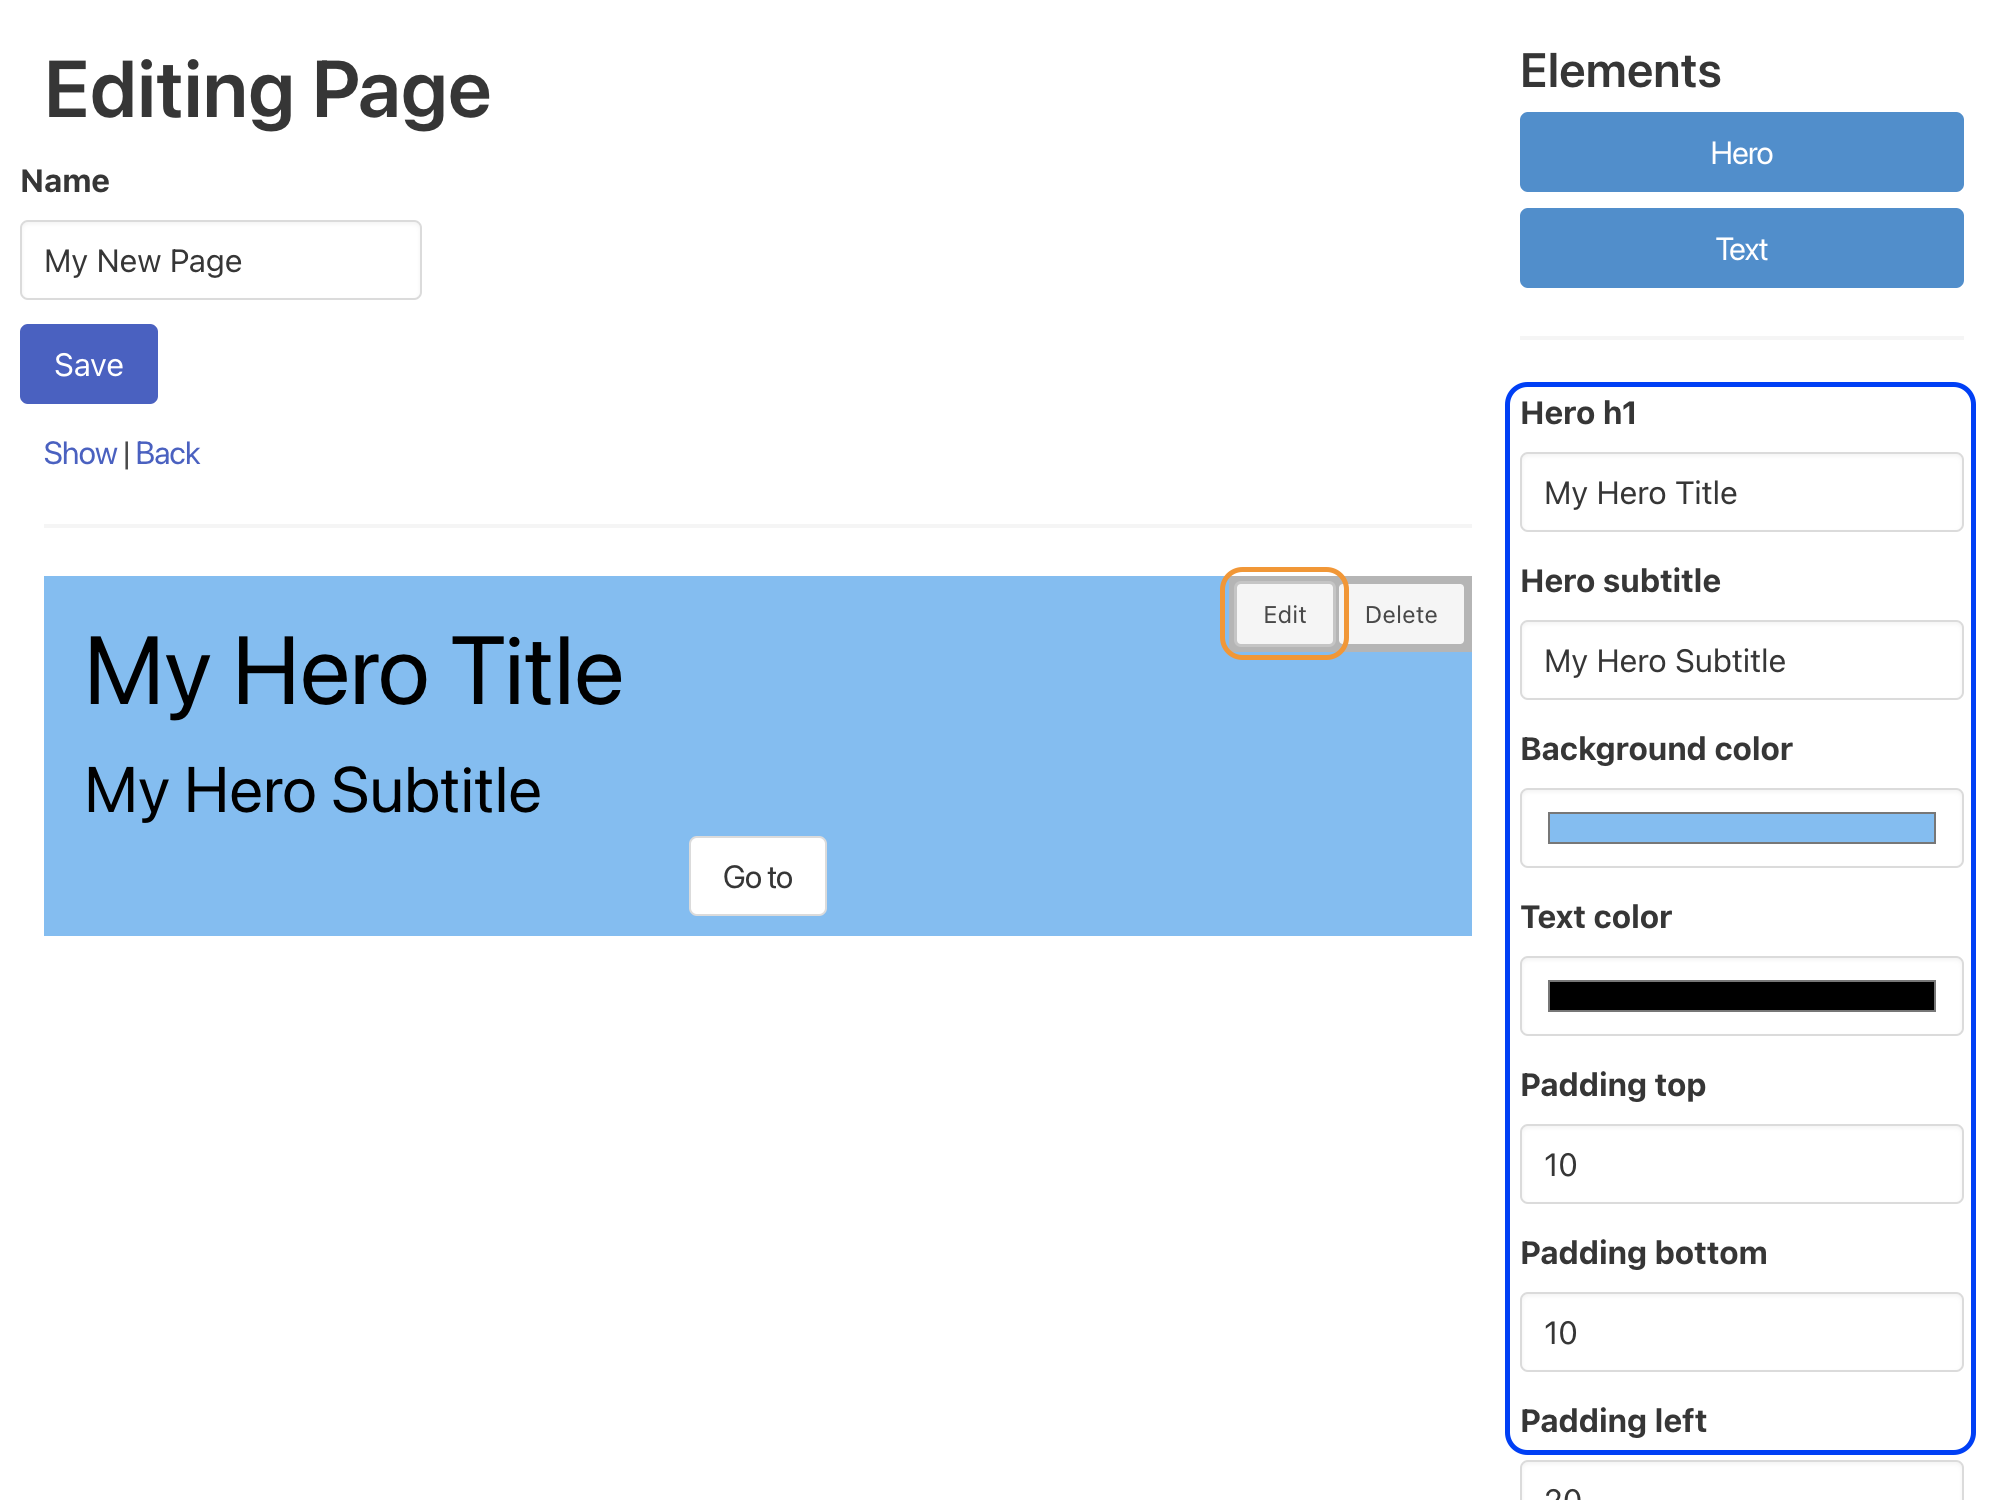 Editing Page
Name
My New Page
Save
Show | Back
Edit Delete
My Hero Title
My Hero Subtitle
Go to
Elements
Hero
Text
Hero h1
My Hero Title
Hero subtitle
My Hero Subtitle
Background color
Text color
Padding top
10
Padding bottom
10
Padding left